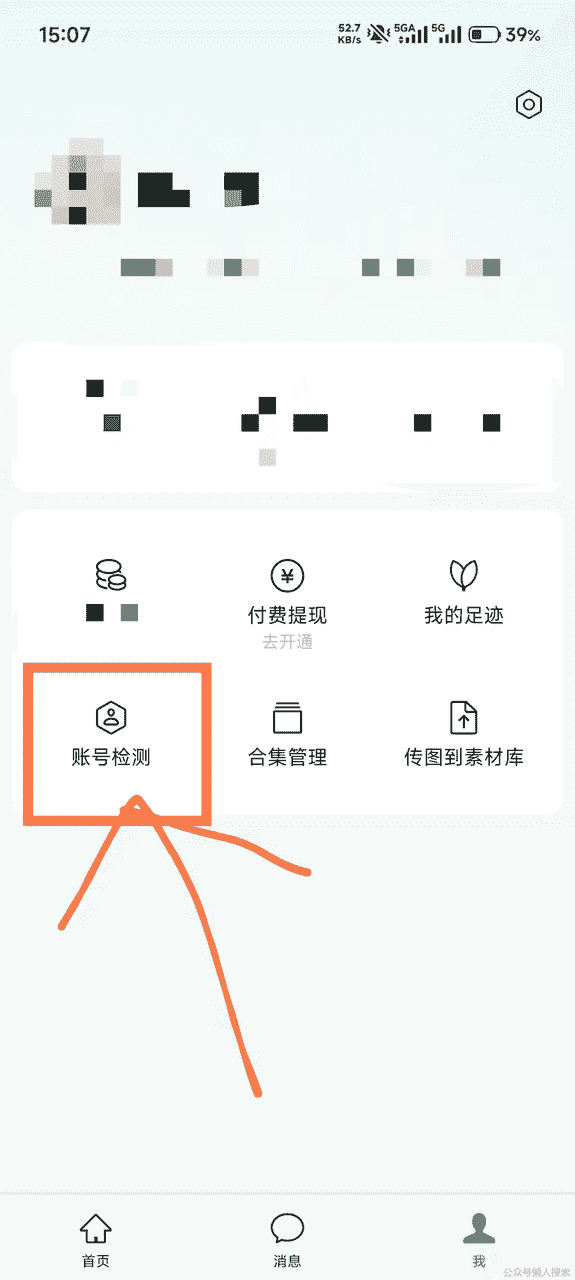 15:07
52.7 KB/s 5GA 5G 39%
付费提现 我的足迹
去开通
账号检测 合集管理 传图到素材库
首页 消息 我
公众号懒人搜索